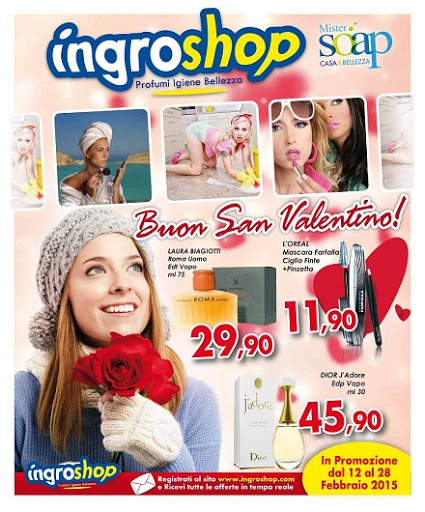 ingroshop
Profumi Igiene Bellezza
Mister
Soap
CASA&BELLEZZA
Buon San Valentino!
LAURA BIAGIOTTI
Roma Uomo
Edt Vapo
ml 75
ROMA
29,90
L'OREAL
Mascara Farfalla
Ciglia Finte
+Pinzetta
11,90
DIOR J'Adore
Edp Vapo
ml 30
j'adore
Dior
45,90
ingroshop
Profumi Igiene Bellezza
Registrati al sito www.ingroshop.com
e Ricevi tutte le offerte in tempo reale
In Promozione
dal 12 al 28
Febbraio 2015